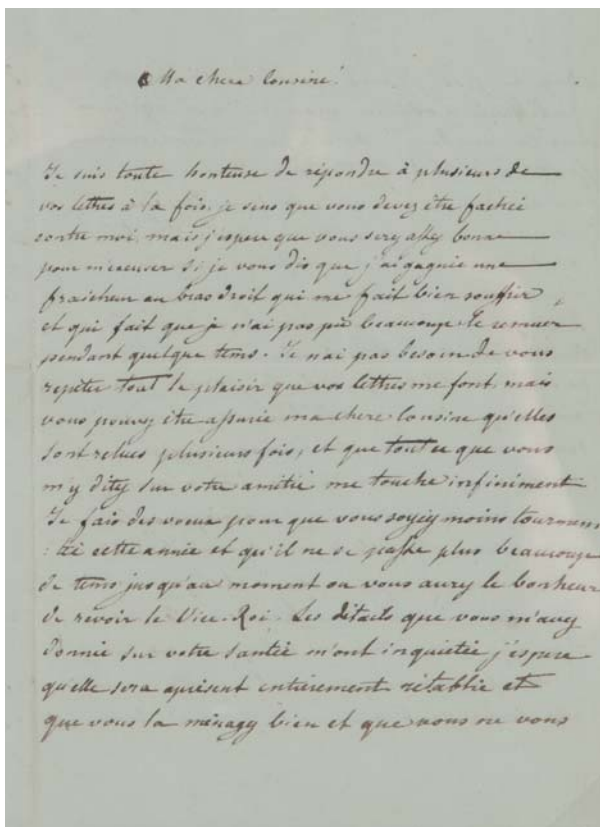 Ma chere Cousine!
Je suis toute honteuse de répondre à plusieurs de
vos lettres à la fois, je sens que vous devez être fachée
contre moi, mais j'espere que vous serez assez bonne
pour m'excuser si je vous dis que j'ai gagnie une
fraicheur au bras droit qui me fait bien souffrir,
et qui fait que je n'ai pas pu beaucoup le remuer
pendant quelque tems. Je n'ai pas besoin de vous
repeter tout le plaisir que vos lettres me font mais
vous pouvez être assurée ma chere Cousine qu'elles
sont relues plusieurs fois, et que tout ce que vous
m'y ditez sur votre amitié me touche infiniment
Je fais des voeux pour que vous soyiez moins tourmen:
:tée cette année et qu'il ne se passe plus beaucoup
de tems jusqu'au moment ou vous aurez le bonheur
de revoir le Vice-Roi. Les détails que vous m'avez
donnée sur votre santée m'ont inquietée j'espere
qu'elle sera apresent entierement rétablie et
que vous la ménagez bien et que vous ne vous